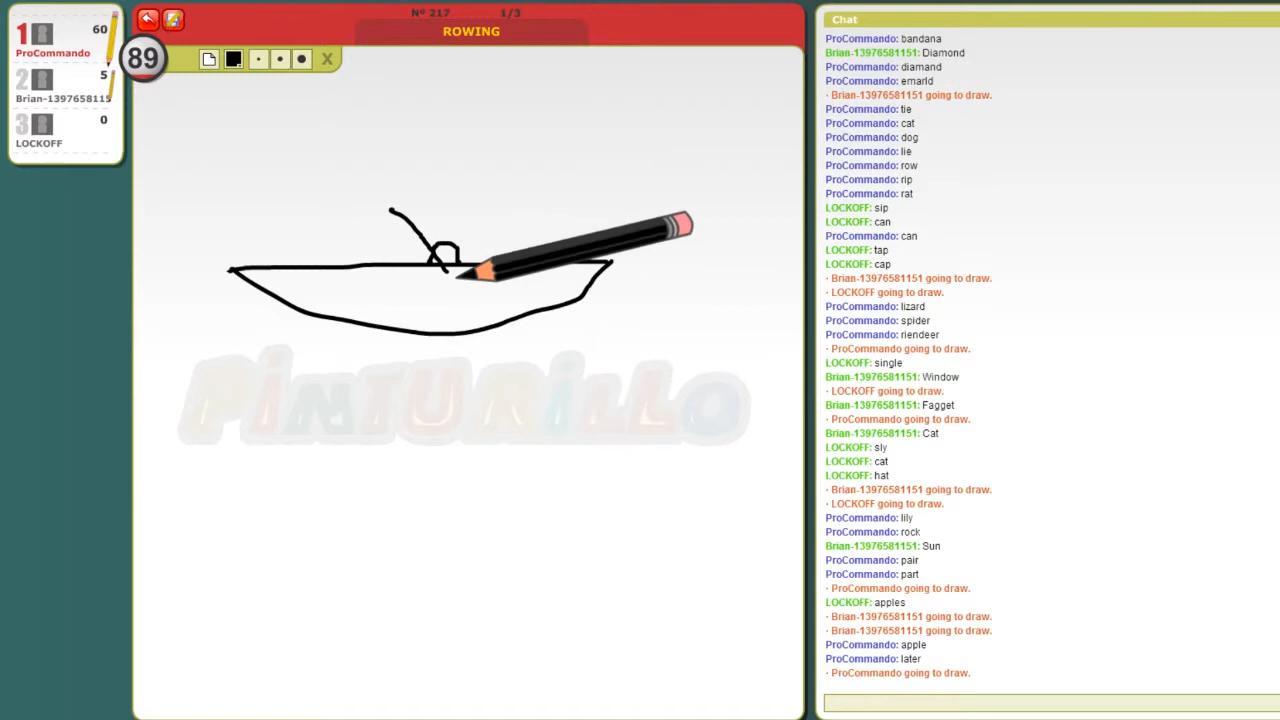 1
60
ProCommando
2
5
Brian-1397658115
3
0
LOCKOFF
89
Nº 217
1/3
ROWING
X
PINTURILLO
Chat
ProCommando: bandana
Brian-13976581151: Diamond
ProCommando: diamand
ProCommando: emarld
· Brian-13976581151 going to draw.
ProCommando: tie
ProCommando: cat
ProCommando: dog
ProCommando: lie
ProCommando: row
ProCommando: rip
ProCommando: rat
LOCKOFF: sip
LOCKOFF: can
ProCommando: can
LOCKOFF: tap
LOCKOFF: cap
· Brian-13976581151 going to draw.
· LOCKOFF going to draw.
ProCommando: lizard
ProCommando: spider
ProCommando: riendeer
· ProCommando going to draw.
LOCKOFF: single
Brian-13976581151: Window
· LOCKOFF going to draw.
Brian-13976581151: Fagget
· ProCommando going to draw.
Brian-13976581151: Cat
LOCKOFF: sly
LOCKOFF: cat
LOCKOFF: hat
· Brian-13976581151 going to draw.
· LOCKOFF going to draw.
ProCommando: lily
ProCommando: rock
Brian-13976581151: Sun
ProCommando: pair
ProCommando: part
· ProCommando going to draw.
LOCKOFF: apples
· Brian-13976581151 going to draw.
· Brian-13976581151 going to draw.
ProCommando: apple
ProCommando: later
· ProCommando going to draw.